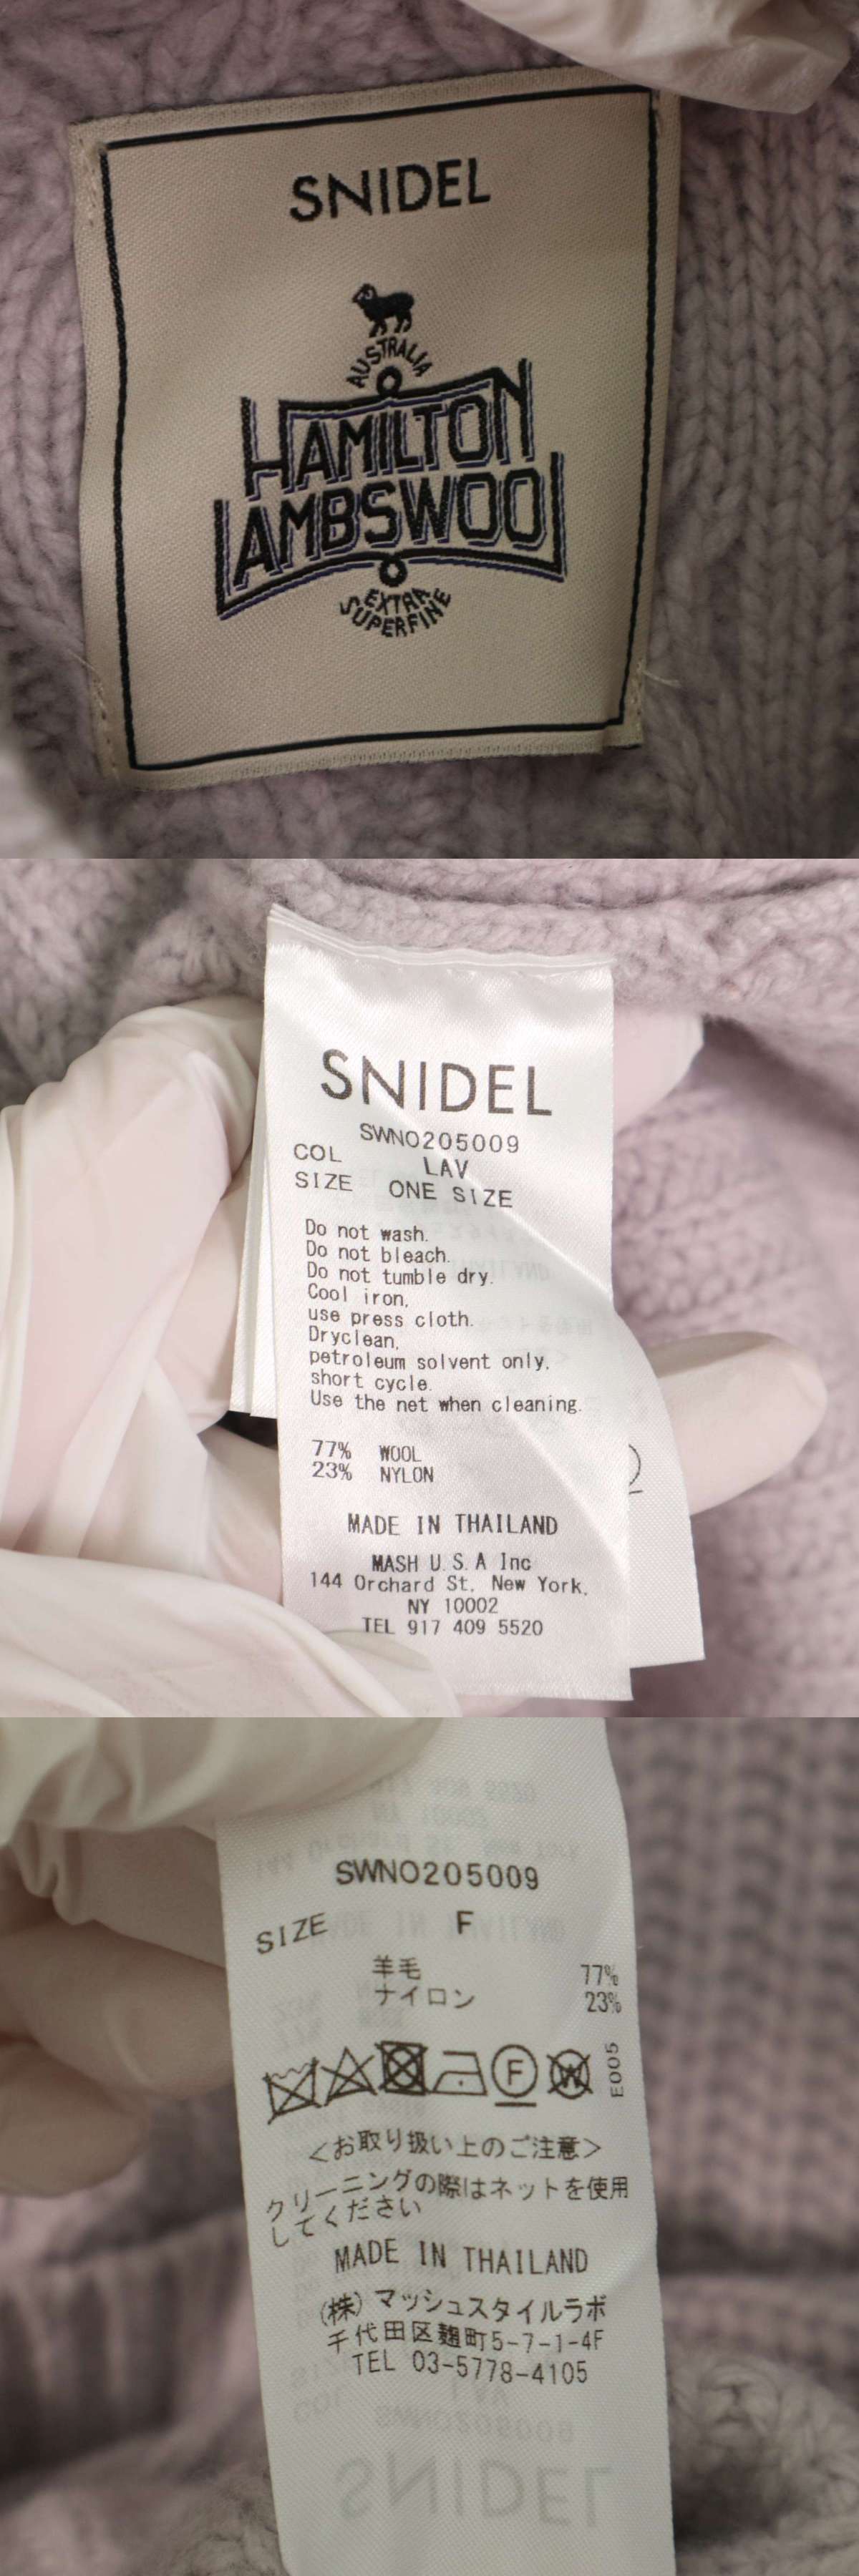 SNIDEL
AUSTRALIA
HAMILTON
LAMBSWOOL
EXTRA
SUPERFINE
SNIDEL
SWNO205009
COL LAV
SIZE ONE SIZE
Do not wash.
Do not bleach.
Do not tumble dry.
Cool iron,
use press cloth.
Dryclean,
petroleum solvent only,
short cycle.
Use the net when cleaning.
77% WOOL
23% NYLON
MADE IN THAILAND
MASH U.S.A Inc
144 Orchard St, New York,
NY 10002
TEL 917 409 5520
SWNO205009
SIZE F
羊毛 77%
ナイロン 23%
F W E005
<お取り扱い上のご注意>
クリーニングの際はネットを使用
してください
MADE IN THAILAND
(株)マッシュスタイルラボ
千代田区麹町5-7-1-4F
TEL 03-5778-4105